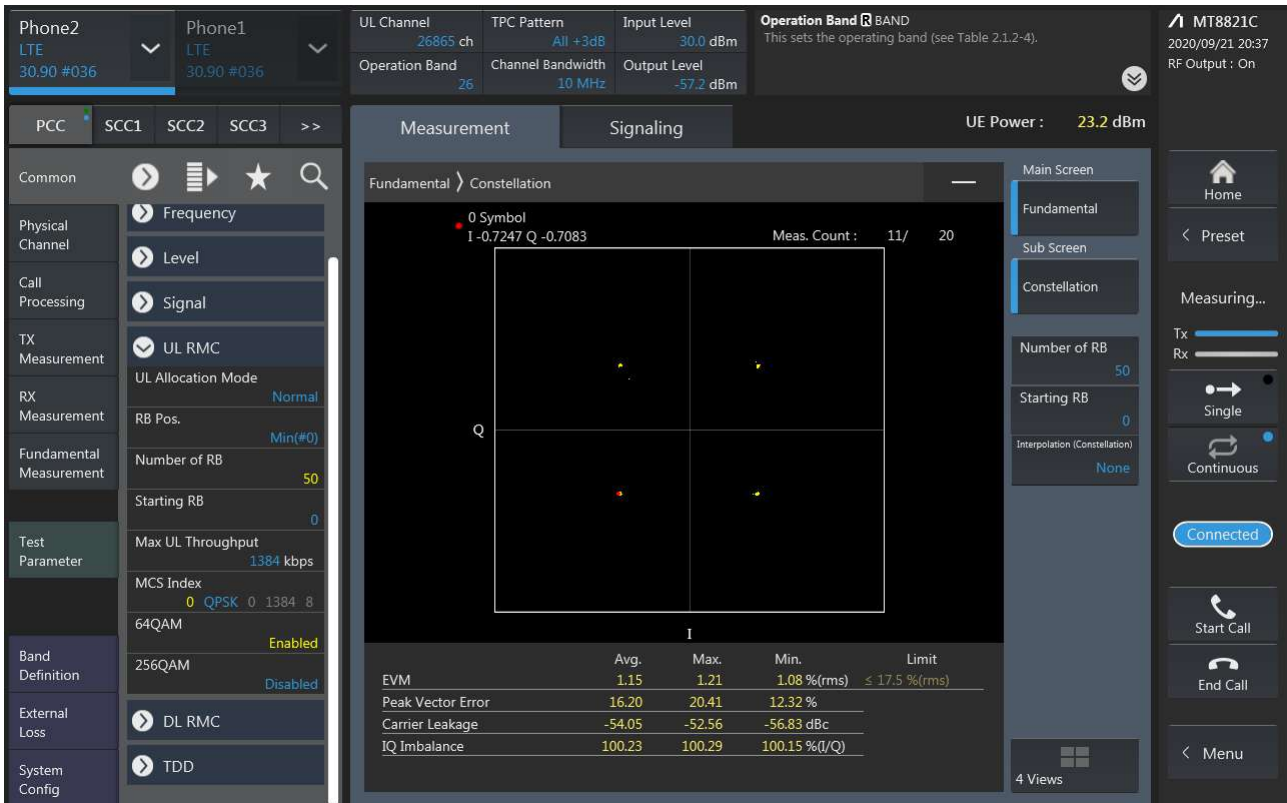 Phone2
LTE
30.90 #036
Phone1
LTE
30.90 #036
UL Channel
26865 ch
TPC Pattern
All +3dB
Input Level
30.0 dBm
Operation Band
26
Channel Bandwidth
10 MHz
Output Level
-57.2 dBm
Operation Band R BAND
This sets the operating band (see Table 2.1.2-4).
MT8821C
2020/09/21 20:37
RF Output : On
PCC SCC1 SCC2 SCC3 >>
Measurement
Signaling
UE Power : 23.2 dBm
Common
Physical
Channel
Call
Processing
TX
Measurement
RX
Measurement
Fundamental
Measurement
Test
Parameter
Band
Definition
External
Loss
System
Config
Frequency
Level
Signal
UL RMC
UL Allocation Mode
Normal
RB Pos.
Min(#0)
Number of RB
50
Starting RB
0
Max UL Throughput
1384 kbps
MCS Index
0 QPSK 0 1384 8
64QAM
Enabled
256QAM
Disabled
DL RMC
TDD
Fundamental ⟩ Constellation
0 Symbol
I -0.7247 Q -0.7083
Meas. Count : 11/ 20
Q
I
Avg. Max. Min. Limit
EVM 1.15 1.21 1.08 %(rms) ≤ 17.5 %(rms)
Peak Vector Error 16.20 20.41 12.32 %
Carrier Leakage -54.05 -52.56 -56.83 dBc
IQ Imbalance 100.23 100.29 100.15 %(I/Q)
Main Screen
Fundamental
Sub Screen
Constellation
Number of RB
50
Starting RB
0
Interpolation (Constellation)
None
4 Views
Home
< Preset
Measuring...
Tx
Rx
Single
Continuous
Connected
Start Call
End Call
< Menu